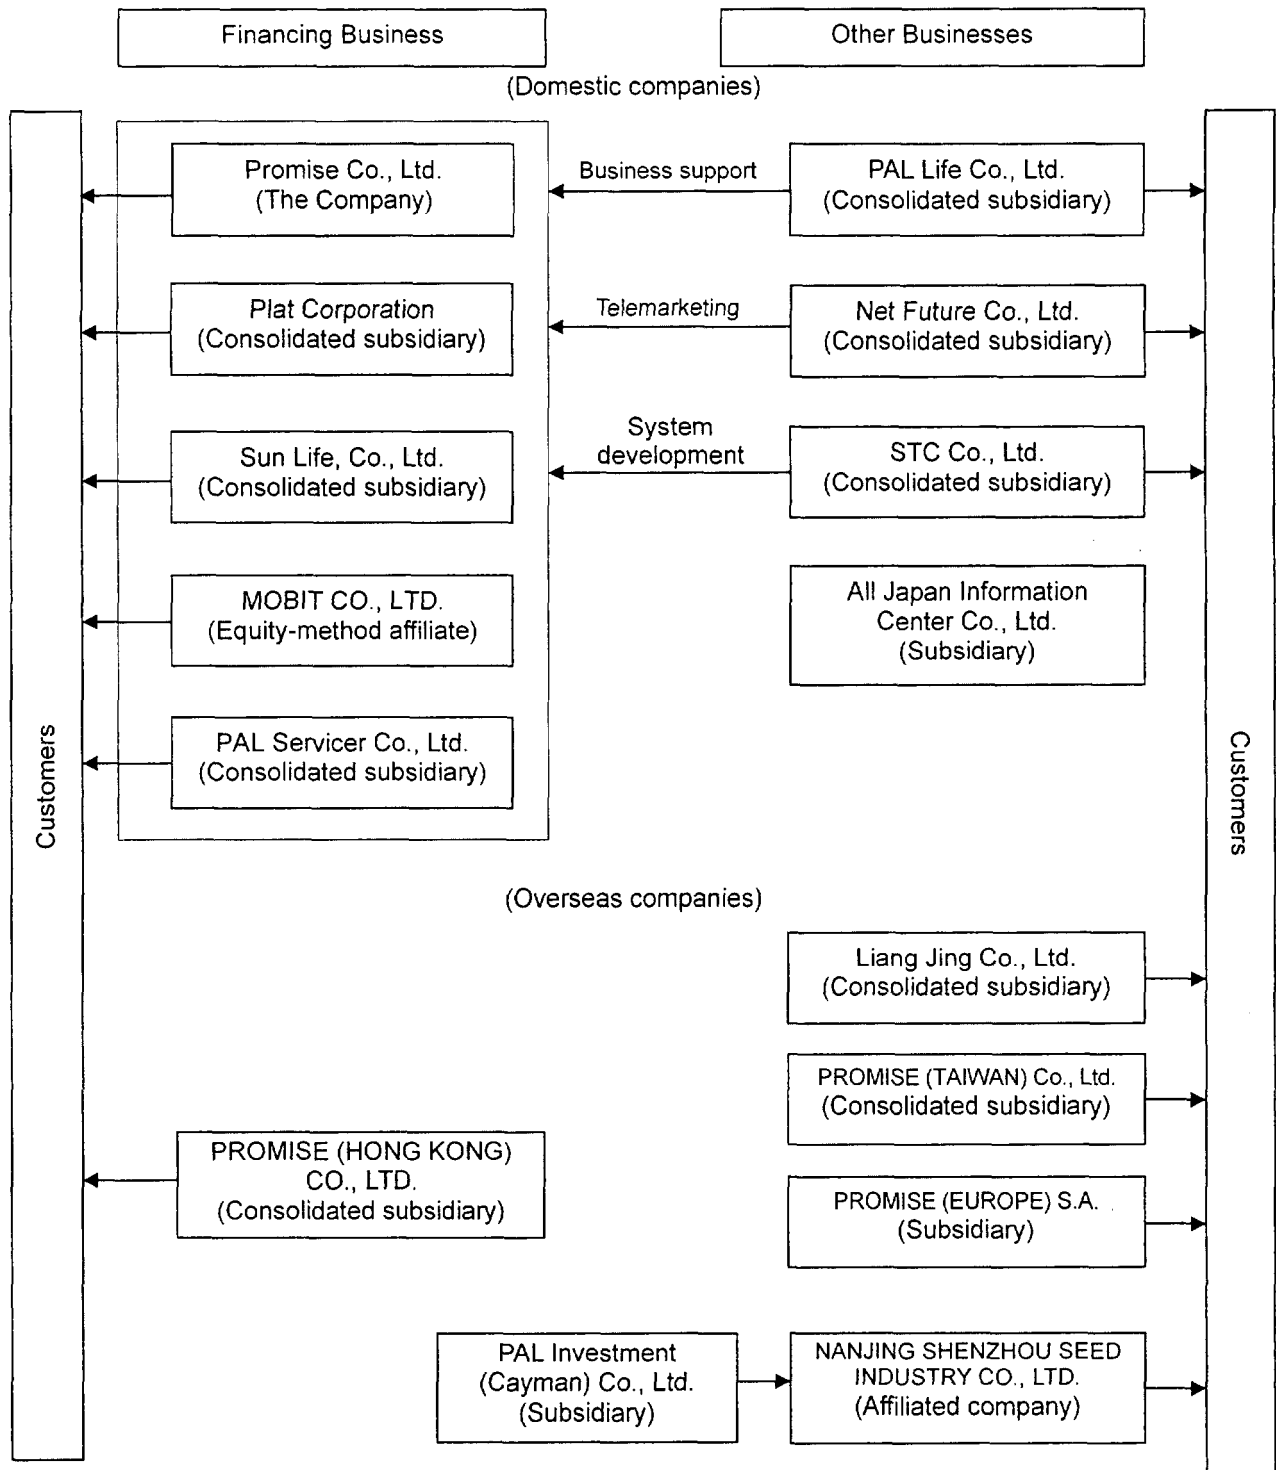 Financing Business
Other Businesses
(Domestic companies)
Promise Co., Ltd.
(The Company)
Business support
PAL Life Co., Ltd.
(Consolidated subsidiary)
Plat Corporation
(Consolidated subsidiary)
Telemarketing
Net Future Co., Ltd.
(Consolidated subsidiary)
Sun Life, Co., Ltd.
(Consolidated subsidiary)
System
development
STC Co., Ltd.
(Consolidated subsidiary)
MOBIT CO., LTD.
(Equity-method affiliate)
All Japan Information
Center Co., Ltd.
(Subsidiary)
PAL Servicer Co., Ltd.
(Consolidated subsidiary)
Customers
Customers
(Overseas companies)
Liang Jing Co., Ltd.
(Consolidated subsidiary)
PROMISE (TAIWAN) Co., Ltd.
(Consolidated subsidiary)
PROMISE (HONG KONG)
CO., LTD.
(Consolidated subsidiary)
PROMISE (EUROPE) S.A.
(Subsidiary)
PAL Investment
(Cayman) Co., Ltd.
(Subsidiary)
NANJING SHENZHOU SEED
INDUSTRY CO., LTD.
(Affiliated company)